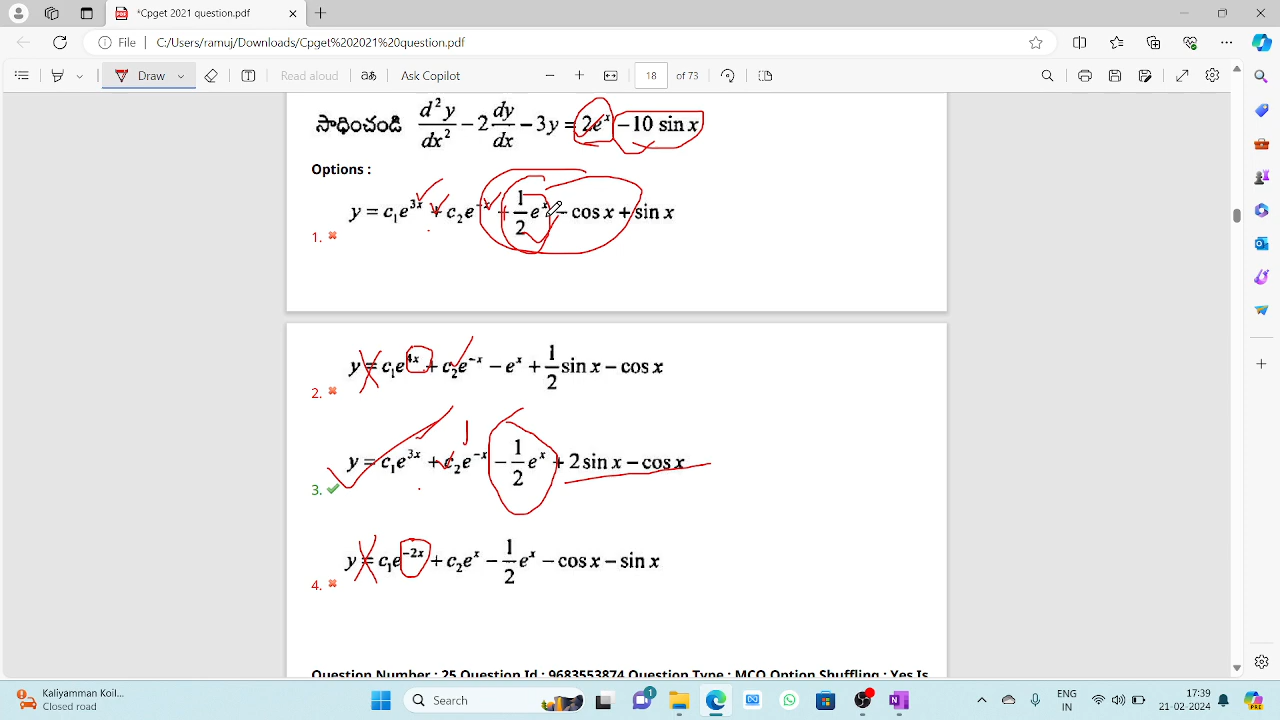 *Cpget 2021 question.pdf
File C:/Users/ramuj/Downloads/Cpget%202021%20question.pdf
Draw Read aloud Ask Copilot 18 of 73
సాధించండి d²y/dx² − 2 dy/dx − 3y = 2eˣ − 10 sin x
Options :
y = c₁e³ˣ + c₂e⁻ˣ + 1/2 eˣ − cos x + sin x
1.
y = c₁e⁴ˣ + c₂e⁻ˣ − eˣ + 1/2 sin x − cos x
2.
y = c₁e³ˣ + c₂e⁻ˣ − 1/2 eˣ + 2 sin x − cos x
3.
y = c₁e⁻²ˣ + c₂eˣ − 1/2 eˣ − cos x − sin x
4.
Question Number : 25 Question Id : 9683553874 Question Type : MCQ Option Shuffling : Yes Is
Kaliyamman Koil...
Closed road
Search
1
ENG
IN
17:39
21-02-2024